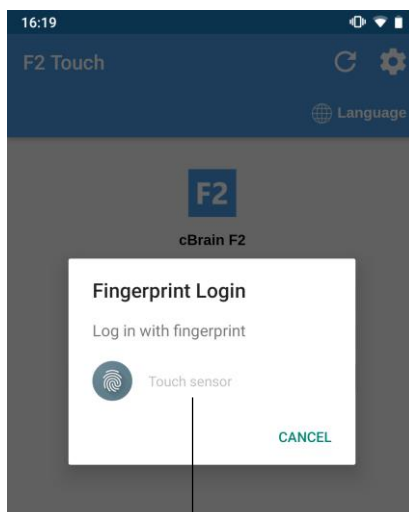 16:19
F2 Touch
Language
F2
cBrain F2
Fingerprint Login
Log in with fingerprint
Touch sensor
CANCEL